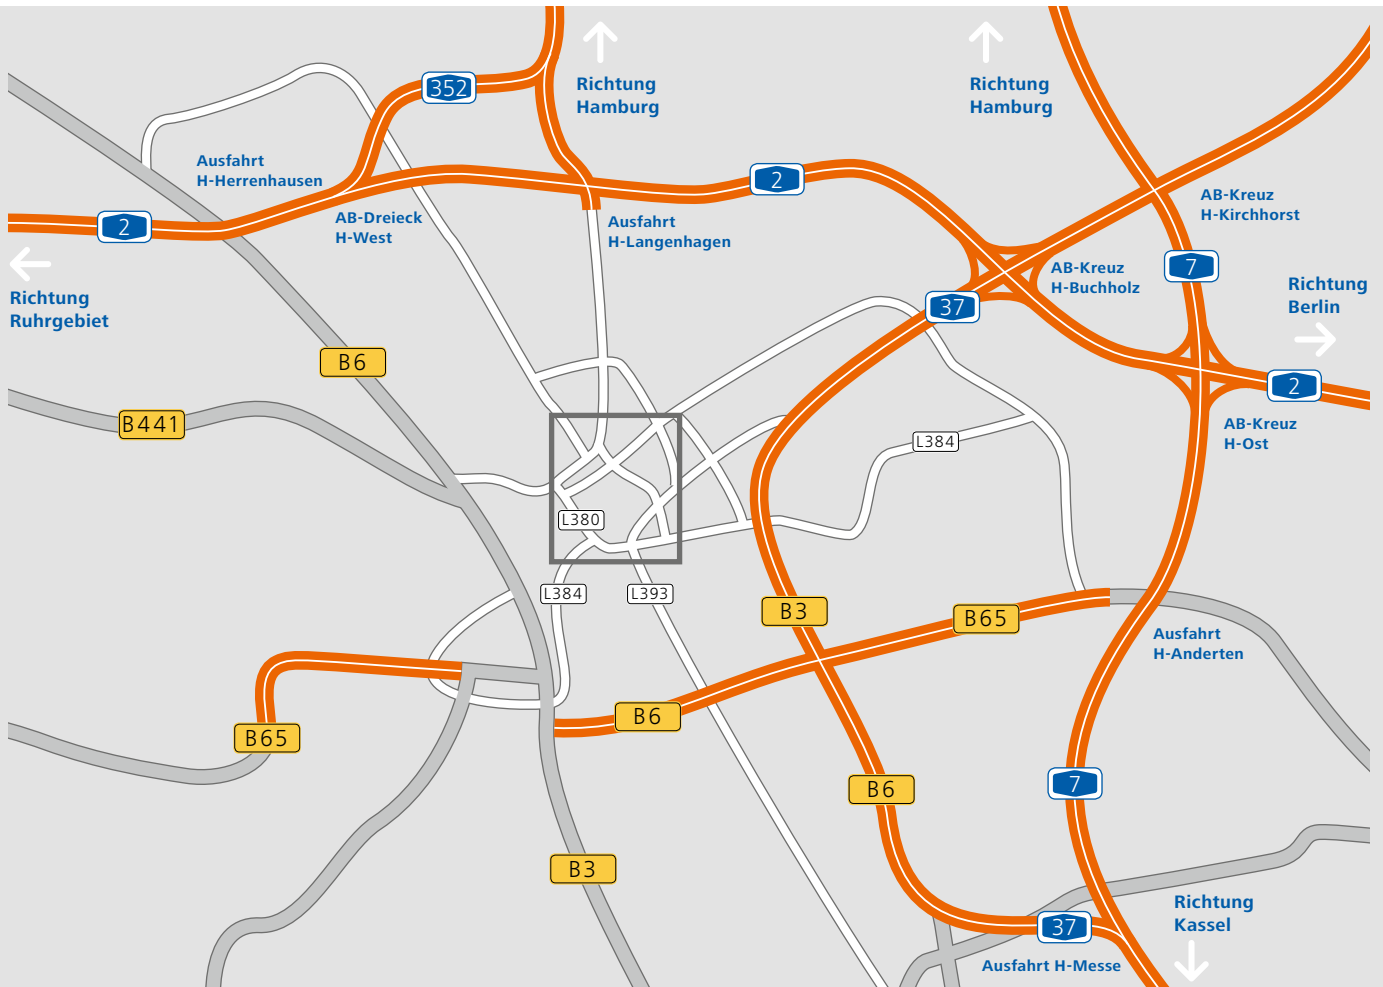 352
Richtung
Hamburg
Richtung
Hamburg
Ausfahrt
H-Herrenhausen
2
AB-Kreuz
H-Kirchhorst
2
AB-Dreieck
H-West
Ausfahrt
H-Langenhagen
7
AB-Kreuz
H-Buchholz
Richtung
Ruhrgebiet
Richtung
Berlin
37
B6
2
B441
AB-Kreuz
H-Ost
L384
L380
L384
L393
B3
B65
Ausfahrt
H-Anderten
B6
B65
7
B6
B3
Richtung
Kassel
37
Ausfahrt H-Messe